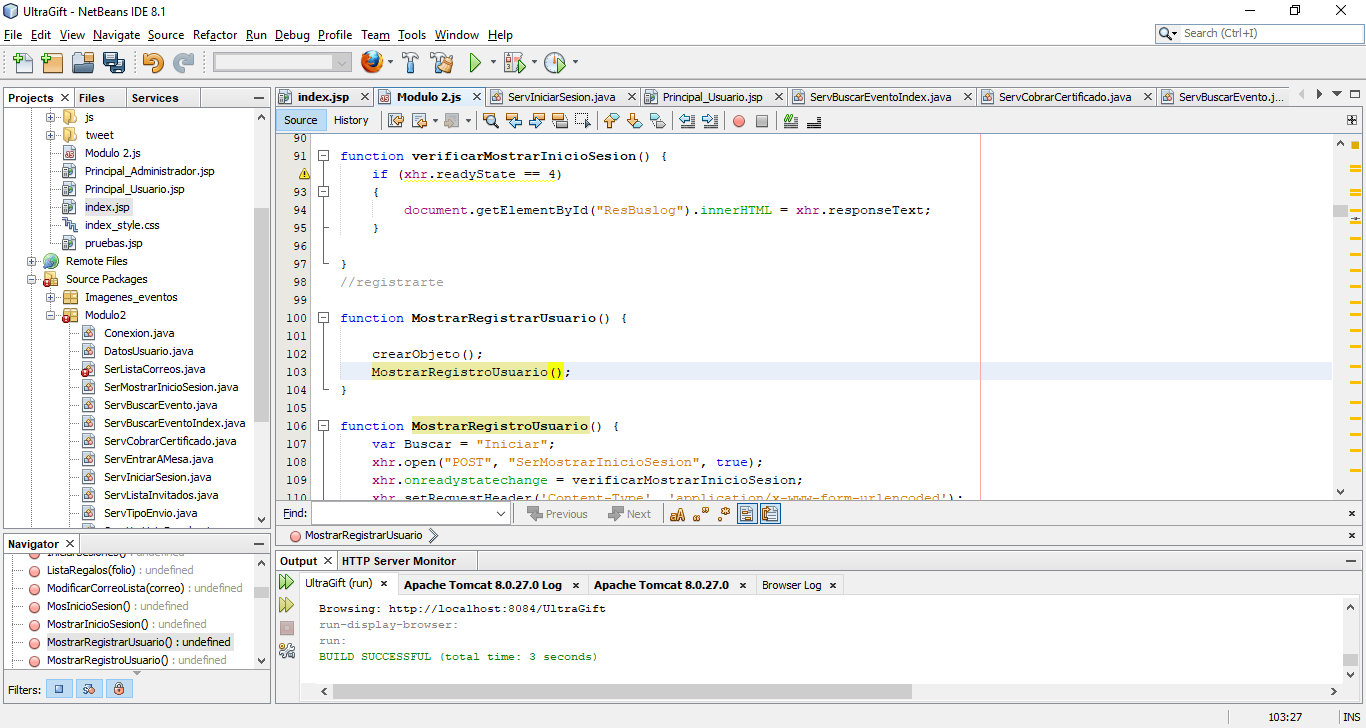 UltraGift - NetBeans IDE 8.1
File Edit View Navigate Source Refactor Run Debug Profile Team Tools Window Help
Search (Ctrl+I)
Projects Files Services
js
tweet
Modulo 2.js
Principal_Administrador.jsp
Principal_Usuario.jsp
index.jsp
index_style.css
pruebas.jsp
Remote Files
Source Packages
Imagenes_eventos
Modulo2
Conexion.java
DatosUsuario.java
SerListaCorreos.java
SerMostrarInicioSesion.java
ServBuscarEvento.java
ServBuscarEventoIndex.java
ServCobrarCertificado.java
ServEntrarAMesa.java
ServIniciarSesion.java
ServListaInvitados.java
ServTipoEnvio.java
Navigator
IniciarSesiones() : undefined
ListaRegalos(folio) : undefined
ModificarCorreoLista(correo) : undefined
MosInicioSesion() : undefined
MostrarInicioSesion() : undefined
MostrarRegistrarUsuario() : undefined
MostrarRegistroUsuario() : undefined
Filters:
index.jsp Modulo 2.js ServIniciarSesion.java Principal_Usuario.jsp ServBuscarEventoIndex.java ServCobrarCertificado.java ServBuscarEvento.j...
Source History
90
91 function verificarMostrarInicioSesion() {
if (xhr.readyState == 4)
93 {
94 document.getElementById("ResBuslog").innerHTML = xhr.responseText;
95 }
96
97 }
98 //registrarte
99
100 function MostrarRegistrarUsuario() {
101
102 crearObjeto();
103 MostrarRegistroUsuario();
104 }
105
106 function MostrarRegistroUsuario() {
107 var Buscar = "Iniciar";
108 xhr.open("POST", "SerMostrarInicioSesion", true);
109 xhr.onreadystatechange = verificarMostrarInicioSesion;
110 xhr.setRequestHeader('Content-Type', 'application/x-www-form-urlencoded');
Find: Previous Next
MostrarRegistrarUsuario
Output HTTP Server Monitor
UltraGift (run) Apache Tomcat 8.0.27.0 Log Apache Tomcat 8.0.27.0 Browser Log
Browsing: http://localhost:8084/UltraGift
run-display-browser:
run:
BUILD SUCCESSFUL (total time: 3 seconds)
103:27 INS